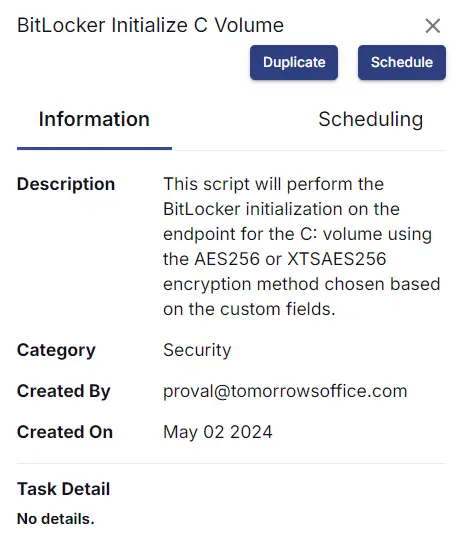 BitLocker Initialize C Volume
Duplicate
Schedule
Information
Scheduling
Description
This script will perform the
BitLocker initialization on the
endpoint for the C: volume using
the AES256 or XTSAES256
encryption method chosen based
on the custom fields.
Category
Security
Created By
proval@tomorrowsoffice.com
Created On
May 02 2024
Task Detail
No details.